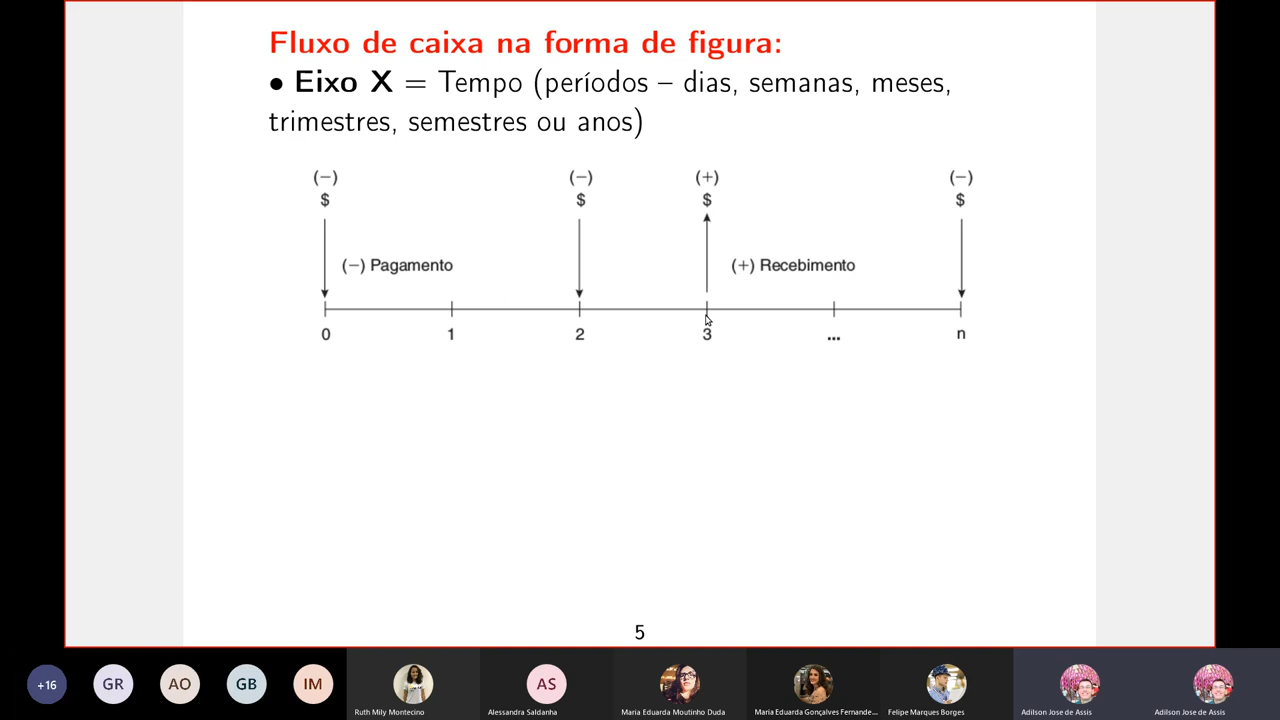 Fluxo de caixa na forma de figura:
• Eixo X = Tempo (períodos – dias, semanas, meses,
trimestres, semestres ou anos)
(−) (−) (+) (−)
$ $ $ $
(−) Pagamento (+) Recebimento
0 1 2 3 ... n
5
+16 GR AO GB IM AS
Ruth Mily Montecino Alessandra Saldanha Maria Eduarda Moutinho Duda Maria Eduarda Gonçalves Fernande... Felipe Marques Borges Adilson Jose de Assis Adilson Jose de Assis